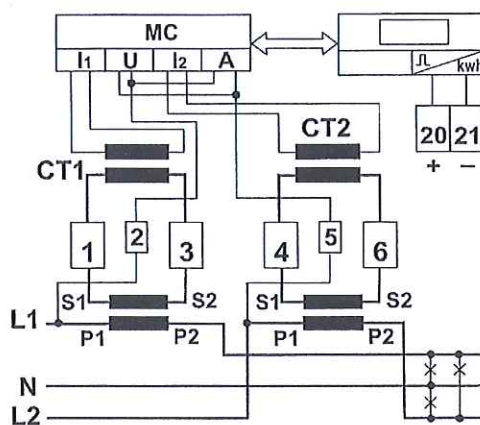 MC
I1 U I2 A
kwh
20 21
+ −
CT1
CT2
1 2 3 4 5 6
S1 S2 S1 S2
L1
P1 P2 P1 P2
N
L2